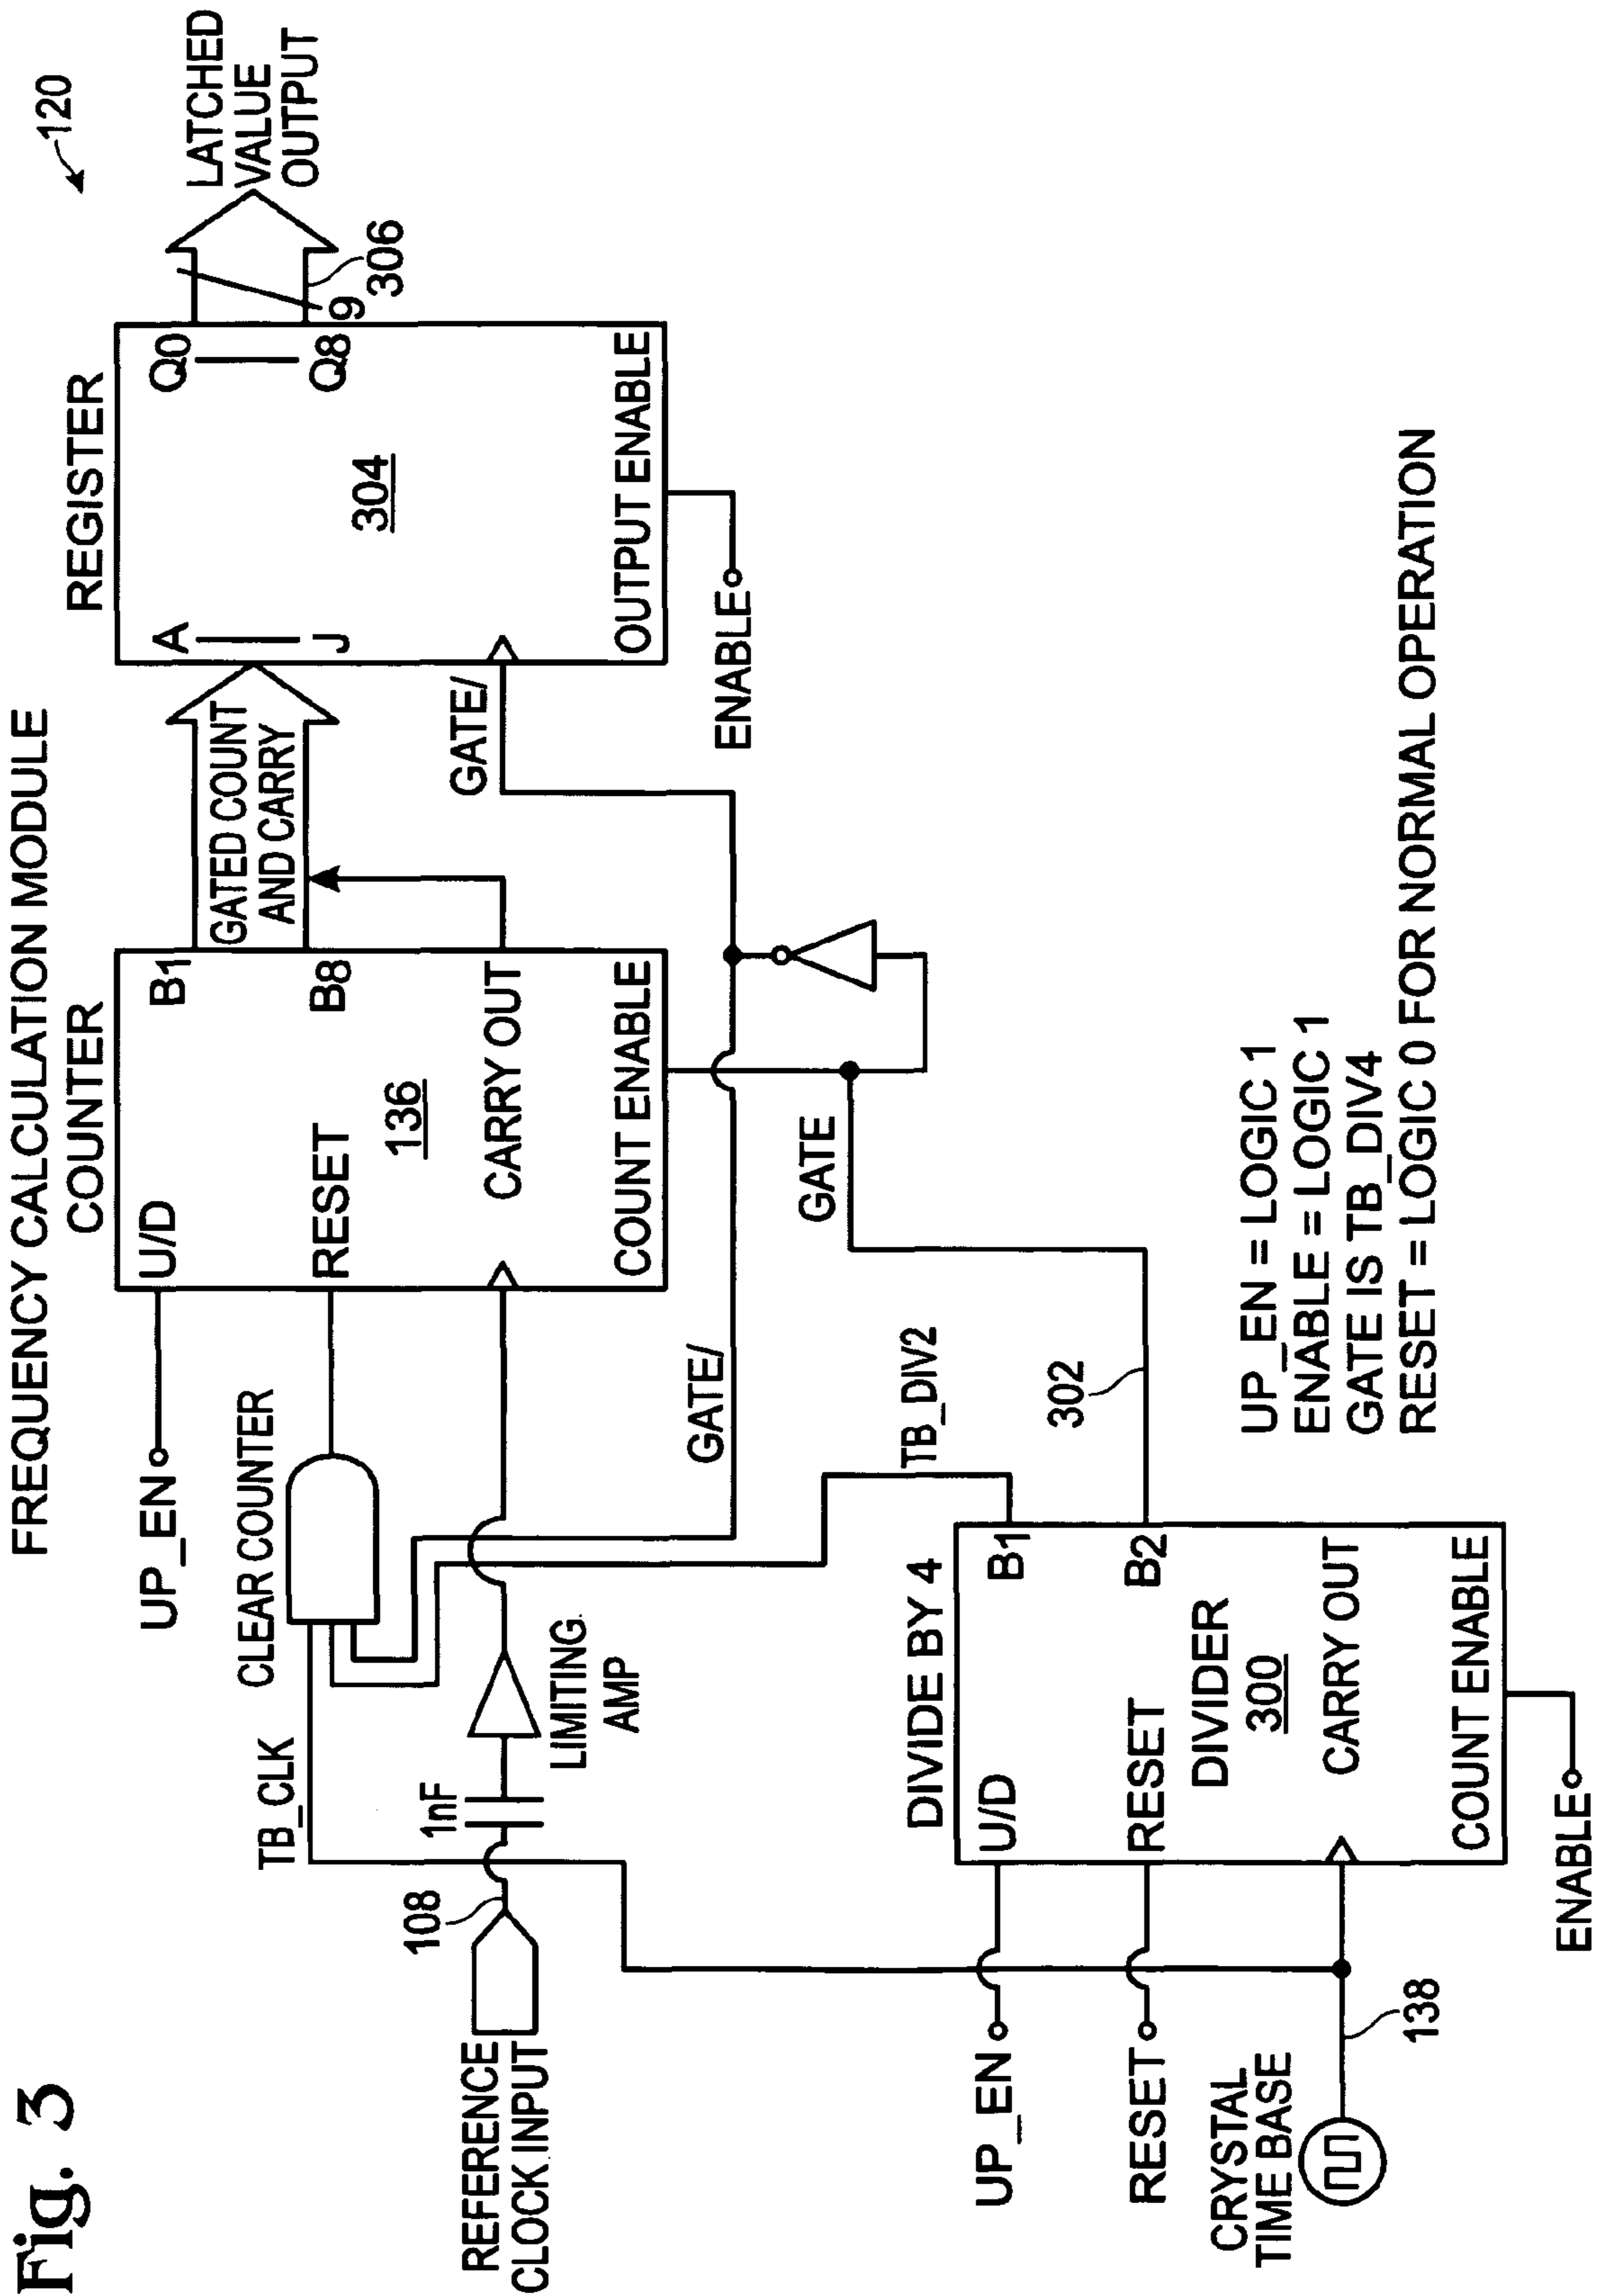 Fig. 3
FREQUENCY CALCULATION MODULE
120
COUNTER
UP_EN
U/D
B1
RESET
B8
136
CARRY OUT
COUNT ENABLE
CLEAR COUNTER
TB_CLK
GATED COUNT
AND CARRY
REGISTER
A
J
Q0
Q8
304
OUTPUT ENABLE
9
306
LATCHED
VALUE
OUTPUT
GATE/
ENABLE
REFERENCE
CLOCK INPUT
108
1nF
LIMITING
AMP
GATE/
TB_DIV2
GATE
302
DIVIDE BY 4
U/D
B1
RESET
B2
DIVIDER
300
CARRY OUT
COUNT ENABLE
UP_EN
RESET
CRYSTAL
TIME BASE
138
ENABLE
UP_EN = LOGIC 1
ENABLE = LOGIC 1
GATE IS TB_DIV4
RESET = LOGIC 0 FOR NORMAL OPERATION